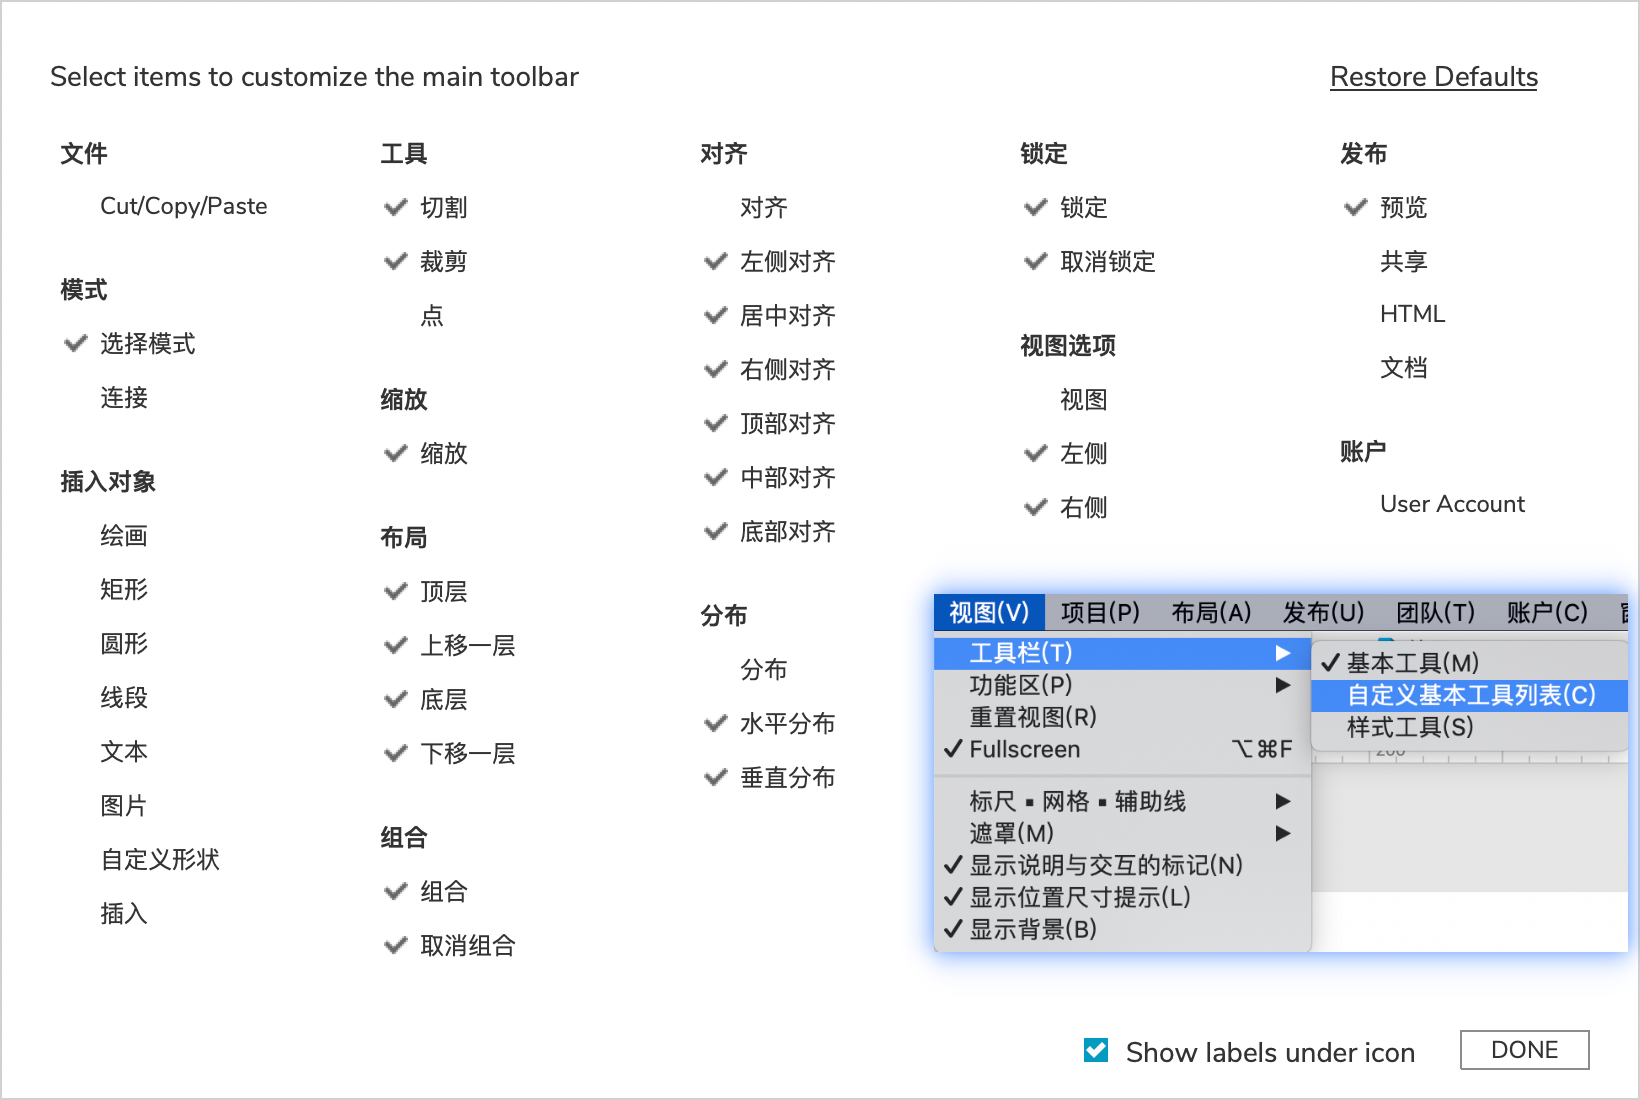 Select items to customize the main toolbar
Restore Defaults
文件
Cut/Copy/Paste
模式
选择模式
连接
插入对象
绘画
矩形
圆形
线段
文本
图片
自定义形状
插入
工具
切割
裁剪
点
缩放
缩放
布局
顶层
上移一层
底层
下移一层
组合
组合
取消组合
对齐
对齐
左侧对齐
居中对齐
右侧对齐
顶部对齐
中部对齐
底部对齐
分布
分布
水平分布
垂直分布
锁定
锁定
取消锁定
视图选项
视图
左侧
右侧
发布
预览
共享
HTML
文档
账户
User Account
视图(V) 项目(P) 布局(A) 发布(U) 团队(T) 账户(C)
工具栏(T)
功能区(P)
重置视图(R)
Fullscreen ⌥⌘F
标尺 ▪ 网格 ▪ 辅助线
遮罩(M)
显示说明与交互的标记(N)
显示位置尺寸提示(L)
显示背景(B)
基本工具(M)
自定义基本工具列表(C)
样式工具(S)
Show labels under icon
DONE